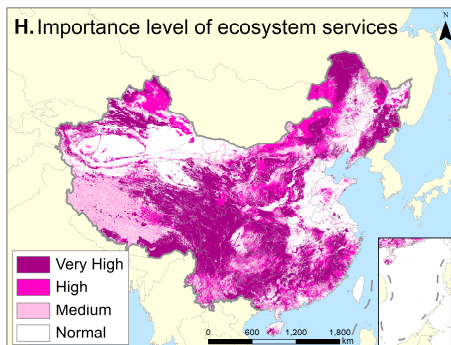 H. Importance level of ecosystem services
N
Very High
High
Medium
Normal
0 600 1,200 1,800
km